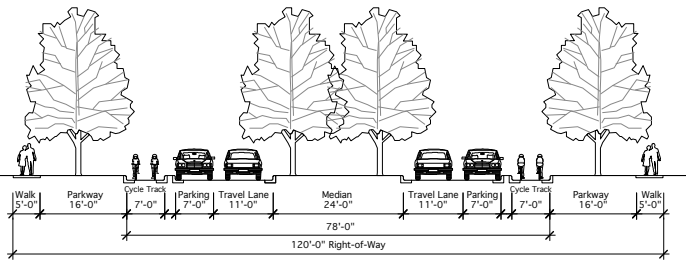 Walk Parkway Cycle Track Parking Travel Lane Median Travel Lane Parking Cycle Track Parkway Walk
5'-0" 16'-0" 7'-0" 7'-0" 11'-0" 24'-0" 11'-0" 7'-0" 7'-0" 16'-0" 5'-0"
78'-0"
120'-0" Right-of-Way